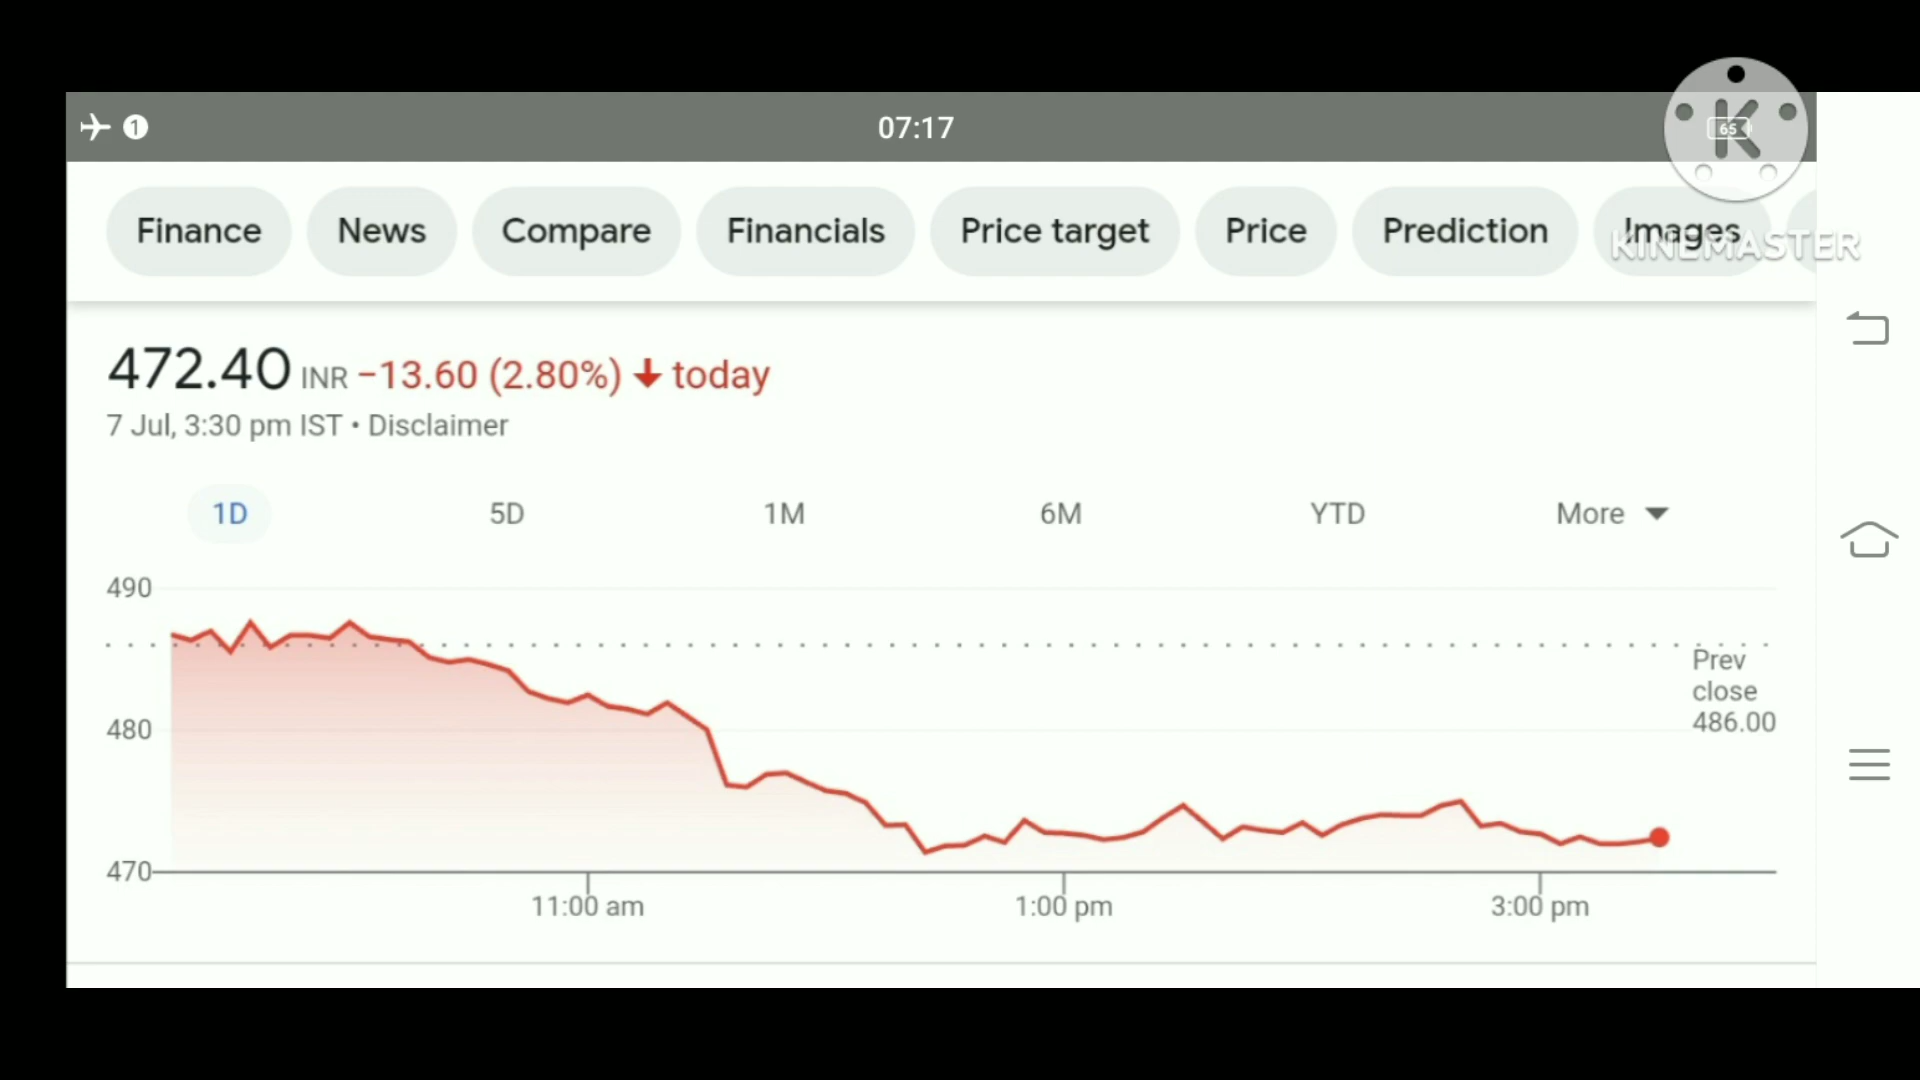 07:17
1
65
K
KINEMASTER
Finance News Compare Financials Price target Price Prediction Images
472.40 INR −13.60 (2.80%) ↓ today
7 Jul, 3:30 pm IST • Disclaimer
1D 5D 1M 6M YTD More
490
480
470
Prev
close
486.00
11:00 am 1:00 pm 3:00 pm